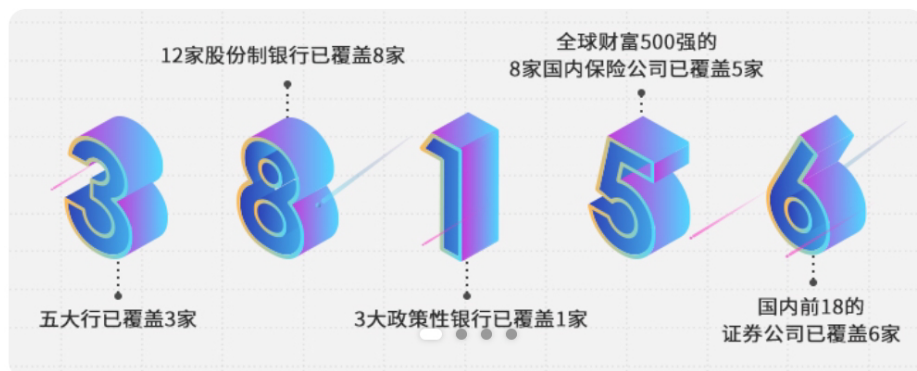 12家股份制银行已覆盖8家
全球财富500强的
8家国内保险公司已覆盖5家
3
8
1
5
6
五大行已覆盖3家
3大政策性银行已覆盖1家
国内前18的
证券公司已覆盖6家